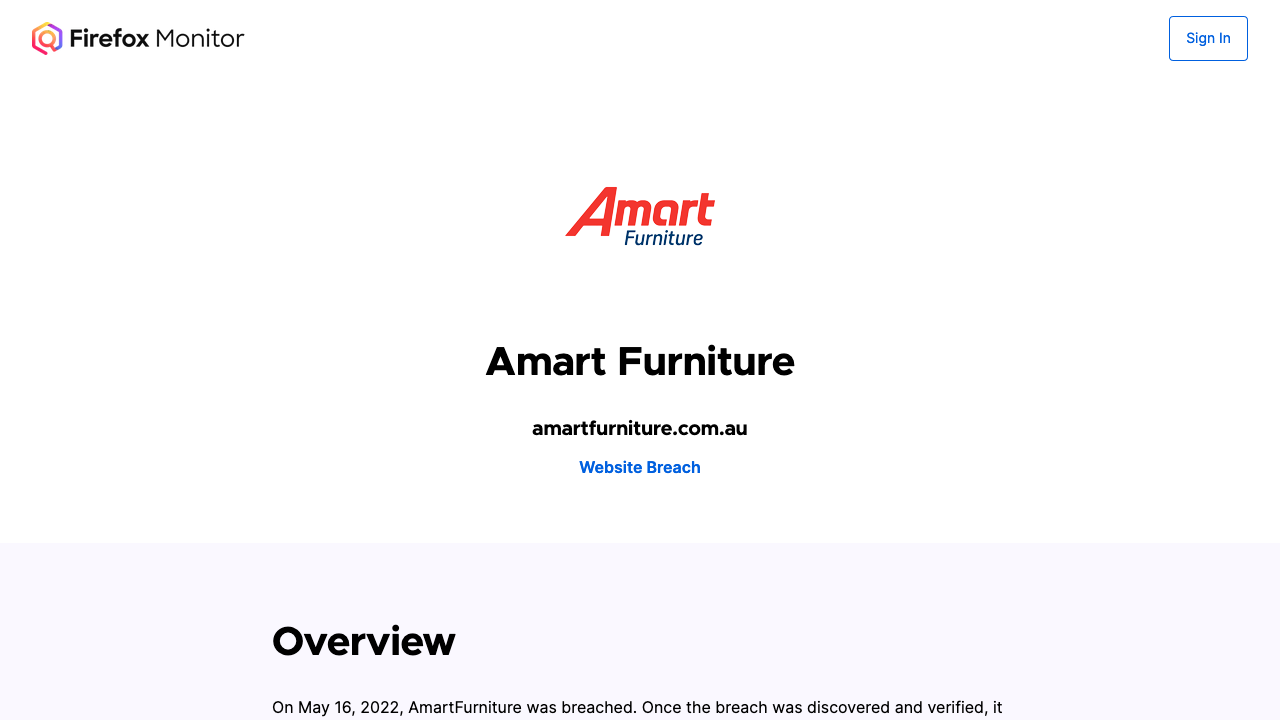 Firefox Monitor
Sign In
Amart
Furniture
Amart Furniture
amartfurniture.com.au
Website Breach
Overview
On May 16, 2022, AmartFurniture was breached. Once the breach was discovered and verified, it